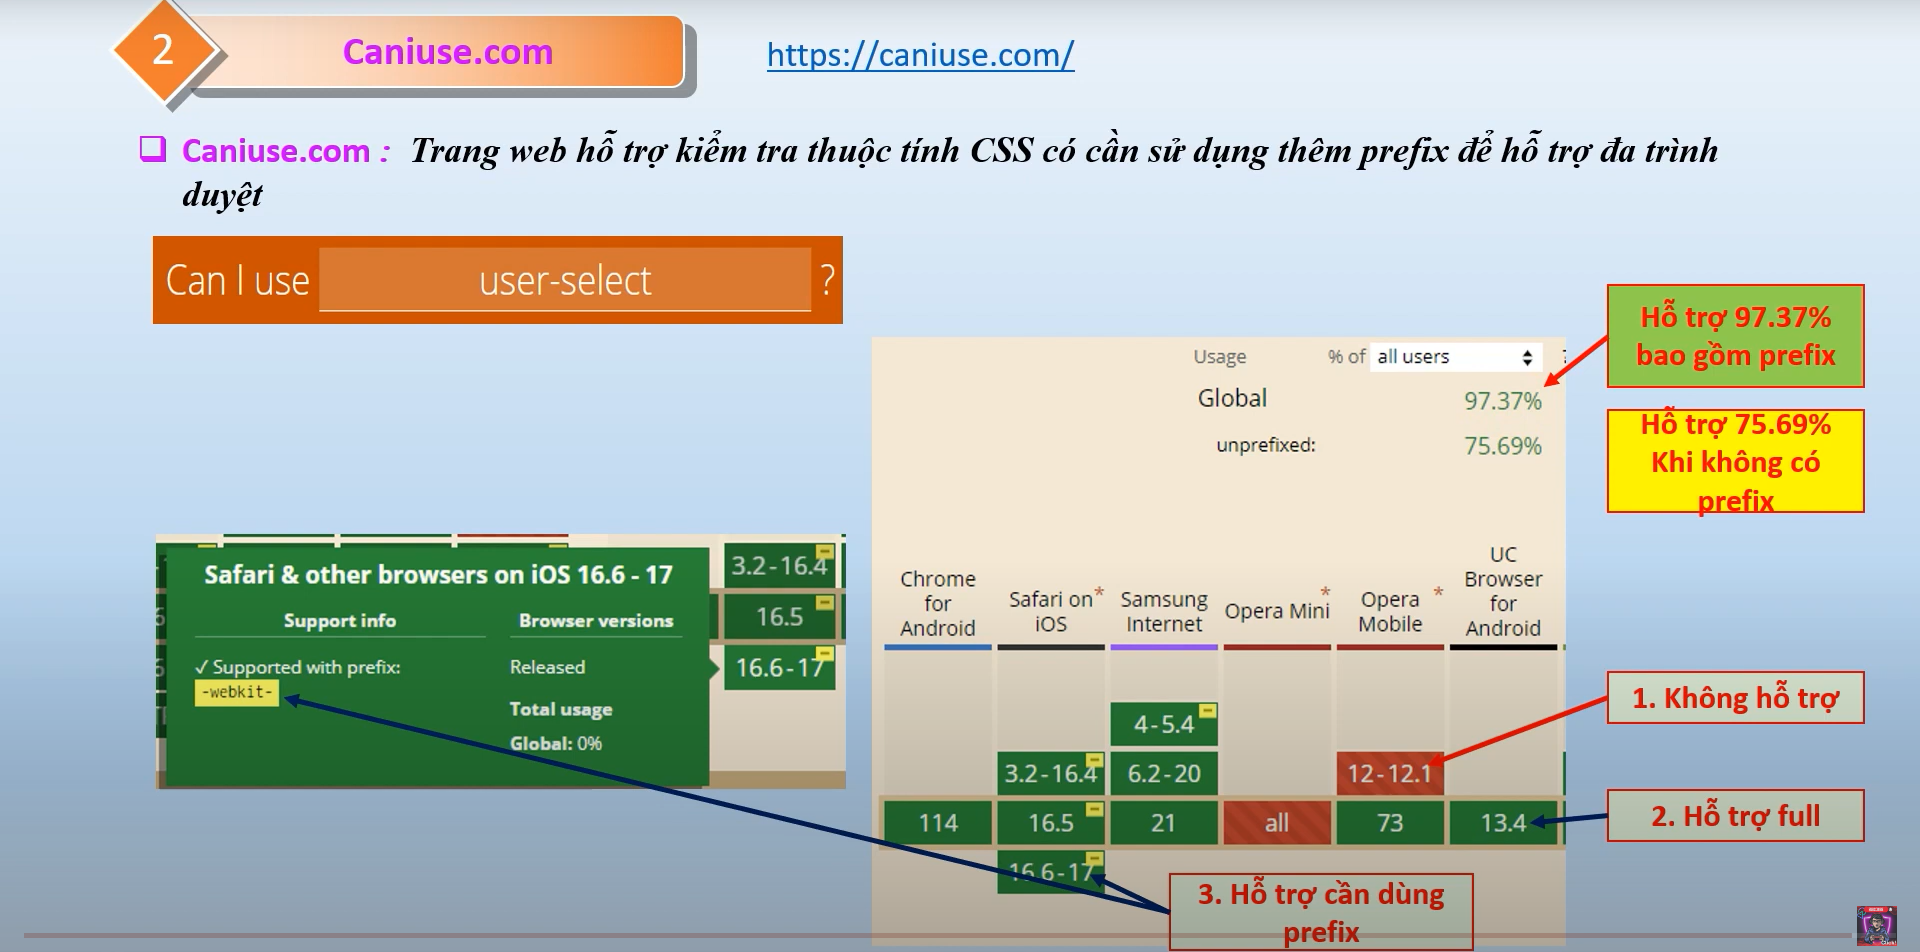 2
Caniuse.com
https://caniuse.com/
Caniuse.com : Trang web hỗ trợ kiểm tra thuộc tính CSS có cần sử dụng thêm prefix để hỗ trợ đa trình
duyệt
Can I use user-select ?
Hỗ trợ 97.37%
bao gồm prefix
Hỗ trợ 75.69%
Khi không có
prefix
Usage % of all users
Global 97.37%
unprefixed: 75.69%
Safari & other browsers on iOS 16.6 - 17
Support info
Browser versions
✓ Supported with prefix:
-webkit-
Released
Total usage
Global: 0%
3.2-16.4
16.5
16.6-17
Chrome
for
Android
Safari on*
iOS
Samsung
Internet
Opera Mini*
Opera*
Mobile
UC
Browser
for
Android
4-5.4
3.2-16.4 6.2-20 12-12.1
114 16.5 21 all 73 13.4
16.6-17
1. Không hỗ trợ
2. Hỗ trợ full
3. Hỗ trợ cần dùng
prefix